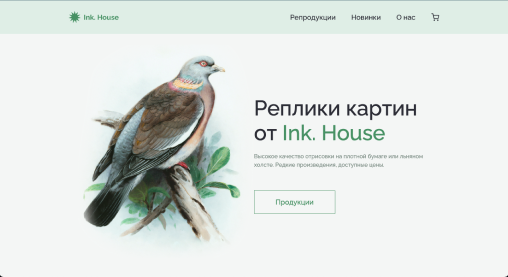 Ink. House
Репродукции Новинки О нас
Реплики картин
от Ink. House
Высокое качество отрисовки на плотной бумаге или льняном
холсте. Редкие произведения, доступные цены.
Продукции